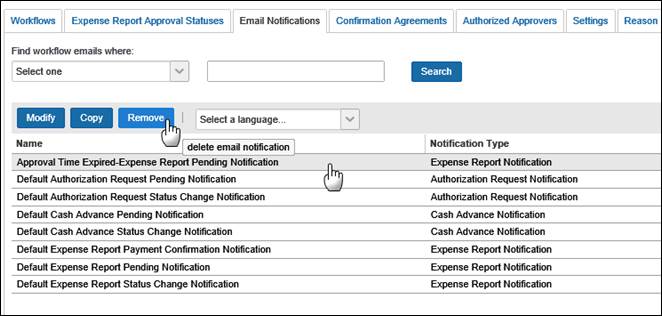 Workflows Expense Report Approval Statuses Email Notifications Confirmation Agreements Authorized Approvers Settings Reason
Find workflow emails where:
Select one Search
Modify Copy Remove Select a language...
delete email notification
Name Notification Type
Approval Time Expired-Expense Report Pending Notification Expense Report Notification
Default Authorization Request Pending Notification Authorization Request Notification
Default Authorization Request Status Change Notification Authorization Request Notification
Default Cash Advance Pending Notification Cash Advance Notification
Default Cash Advance Status Change Notification Cash Advance Notification
Default Expense Report Payment Confirmation Notification Expense Report Notification
Default Expense Report Pending Notification Expense Report Notification
Default Expense Report Status Change Notification Expense Report Notification